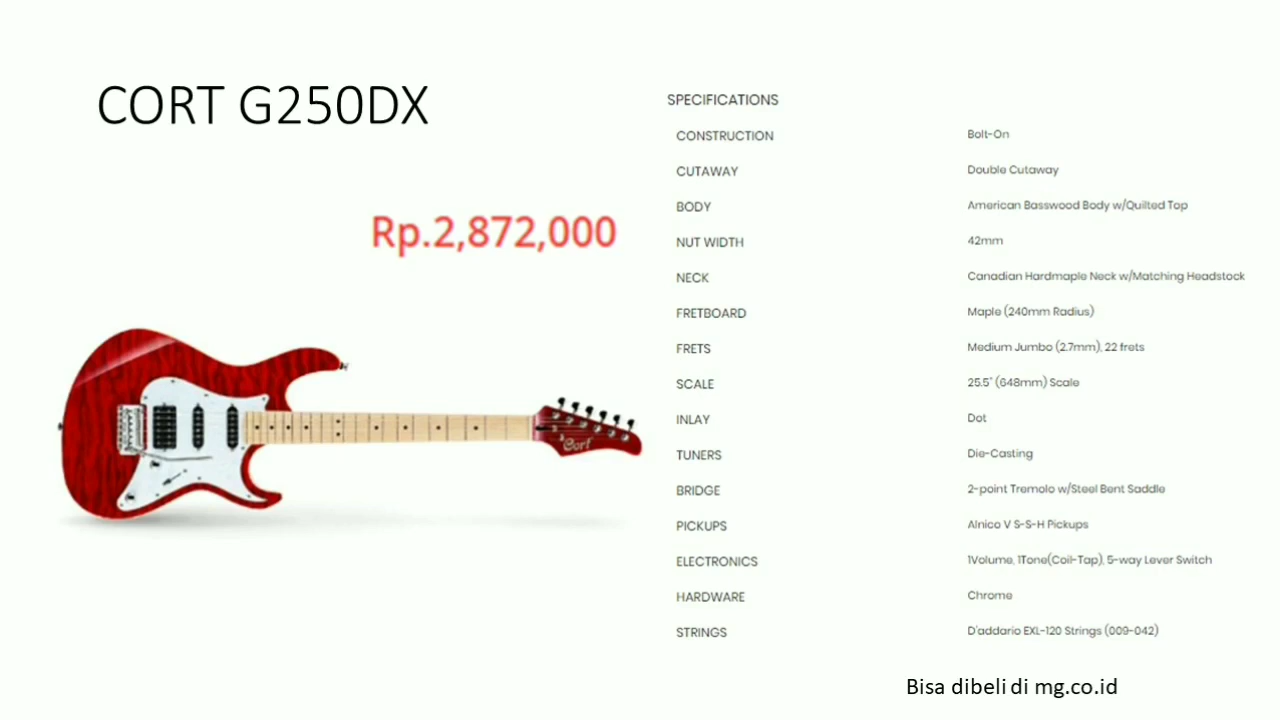 CORT G250DX
Rp.2,872,000
Cort
SPECIFICATIONS
CONSTRUCTION Bolt-On
CUTAWAY Double Cutaway
BODY American Basswood Body w/Quilted Top
NUT WIDTH 42mm
NECK Canadian Hardmaple Neck w/Matching Headstock
FRETBOARD Maple (240mm Radius)
FRETS Medium Jumbo (2.7mm), 22 frets
SCALE 25.5" (648mm) Scale
INLAY Dot
TUNERS Die-Casting
BRIDGE 2-point Tremolo w/Steel Bent Saddle
PICKUPS Alnico V S-S-H Pickups
ELECTRONICS 1Volume, 1Tone(Coil-Tap), 5-way Lever Switch
HARDWARE Chrome
STRINGS D'addario EXL-120 Strings (009-042)
Bisa dibeli di mg.co.id